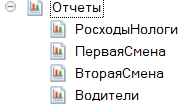 Отчеты
РасходыНологи
ПерваяСмена
ВтораяСмена
Водители